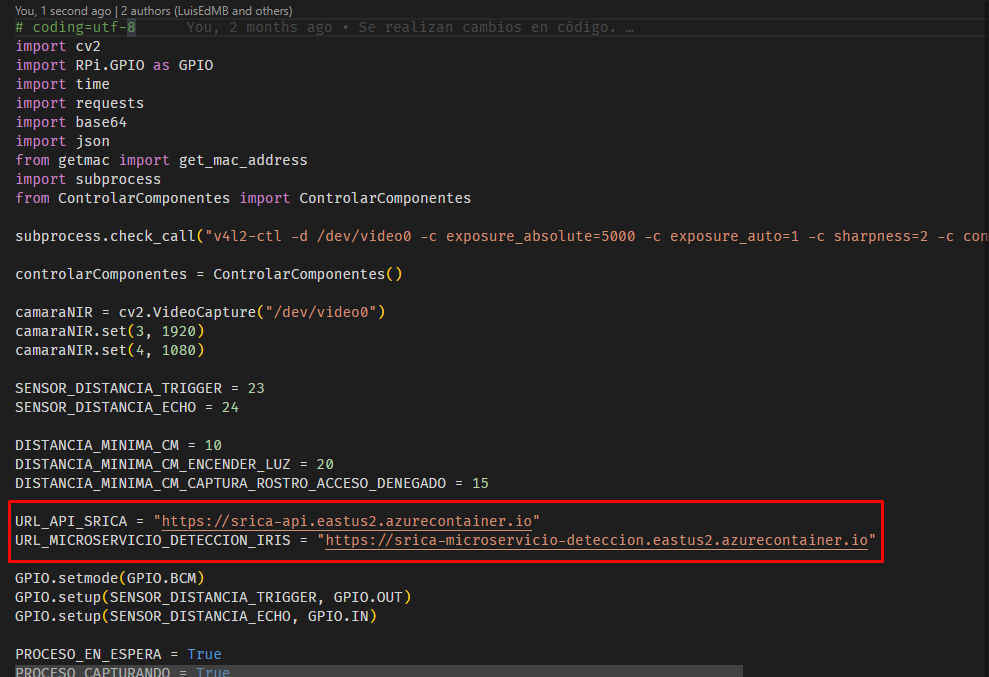 You, 1 second ago | 2 authors (LuisEdMB and others)
# coding=utf-8 You, 2 months ago • Se realizan cambios en código. …
import cv2
import RPi.GPIO as GPIO
import time
import requests
import base64
import json
from getmac import get_mac_address
import subprocess
from ControlarComponentes import ControlarComponentes
subprocess.check_call("v4l2-ctl -d /dev/video0 -c exposure_absolute=5000 -c exposure_auto=1 -c sharpness=2 -c con
controlarComponentes = ControlarComponentes()
camaraNIR = cv2.VideoCapture("/dev/video0")
camaraNIR.set(3, 1920)
camaraNIR.set(4, 1080)
SENSOR_DISTANCIA_TRIGGER = 23
SENSOR_DISTANCIA_ECHO = 24
DISTANCIA_MINIMA_CM = 10
DISTANCIA_MINIMA_CM_ENCENDER_LUZ = 20
DISTANCIA_MINIMA_CM_CAPTURA_ROSTRO_ACCESO_DENEGADO = 15
URL_API_SRICA = "https://srica-api.eastus2.azurecontainer.io"
URL_MICROSERVICIO_DETECCION_IRIS = "https://srica-microservicio-deteccion.eastus2.azurecontainer.io"
GPIO.setmode(GPIO.BCM)
GPIO.setup(SENSOR_DISTANCIA_TRIGGER, GPIO.OUT)
GPIO.setup(SENSOR_DISTANCIA_ECHO, GPIO.IN)
PROCESO_EN_ESPERA = True
PROCESO_CAPTURANDO = True